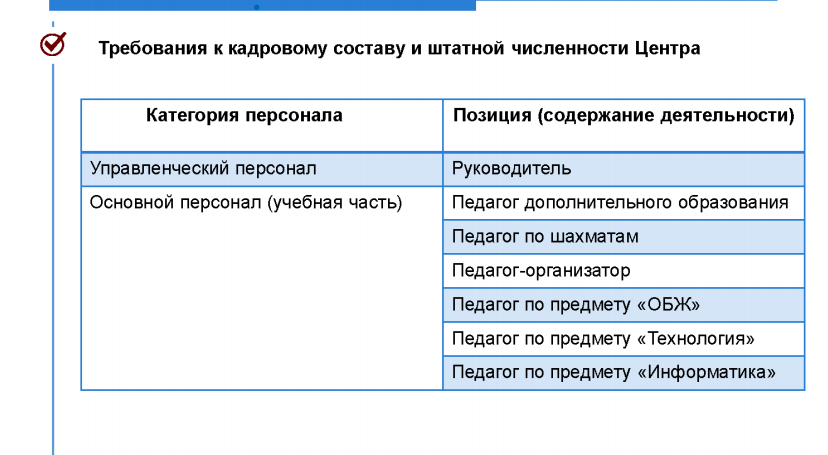 Требования к кадровому составу и штатной численности Центра
Категория персонала
Позиция (содержание деятельности)
Управленческий персонал
Руководитель
Основной персонал (учебная часть)
Педагог дополнительного образования
Педагог по шахматам
Педагог-организатор
Педагог по предмету «ОБЖ»
Педагог по предмету «Технология»
Педагог по предмету «Информатика»